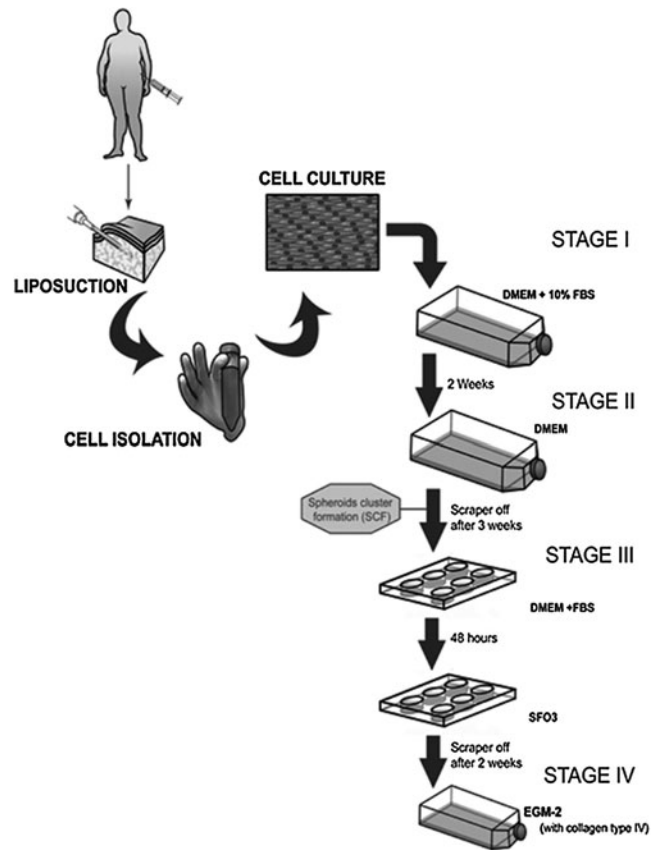 CELL CULTURE
STAGE I
LIPOSUCTION
DMEM + 10% FBS
CELL ISOLATION
2 Weeks
STAGE II
DMEM
Spheroids cluster
formation (SCF)
Scraper off
after 3 weeks
STAGE III
DMEM +FBS
48 hours
SFO3
Scraper off
after 2 weeks
STAGE IV
EGM-2
(with collagen type IV)